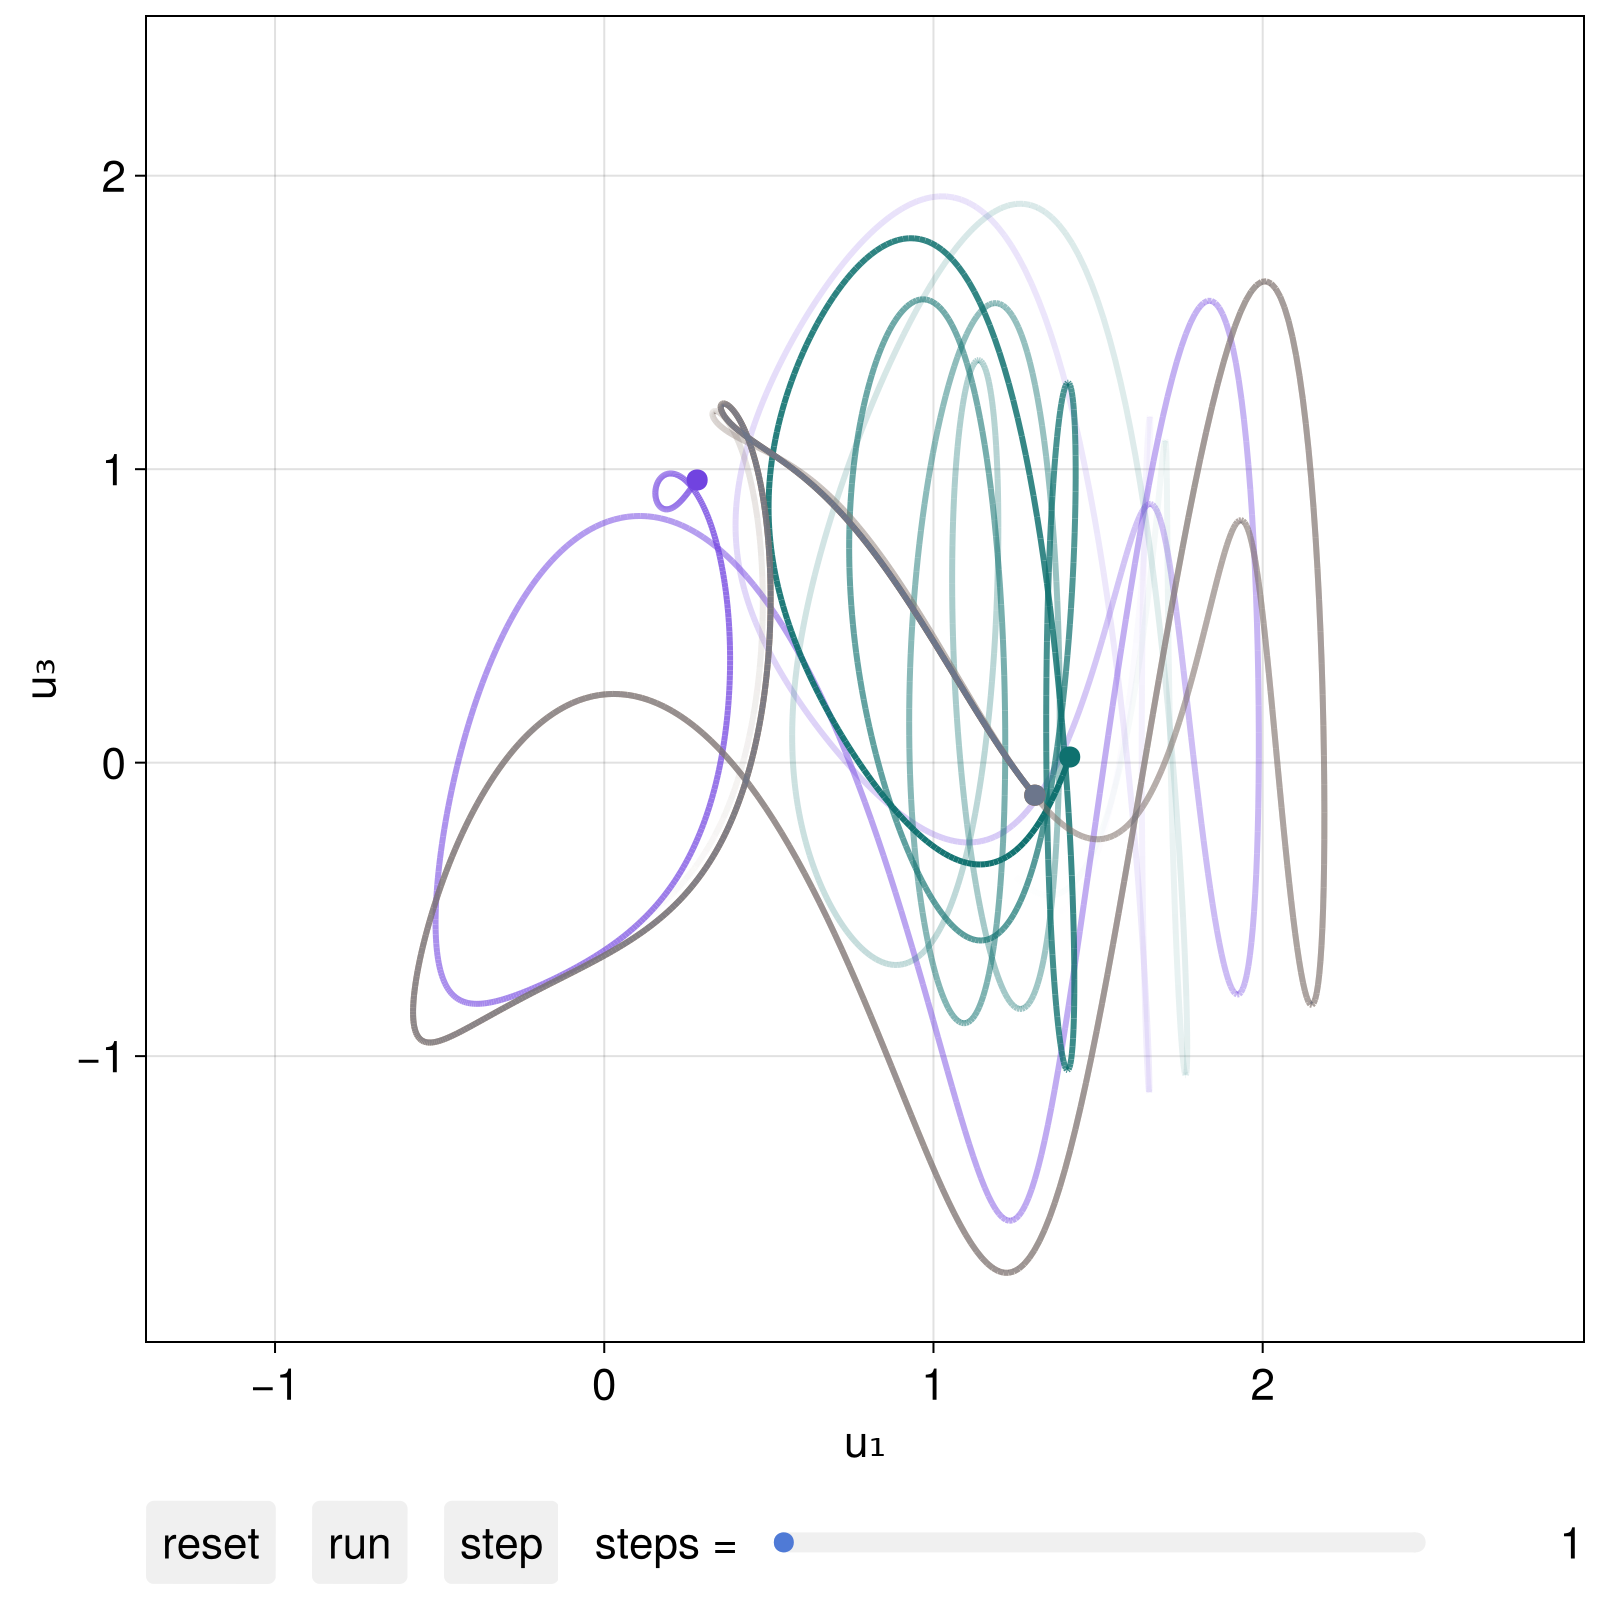 2
1
0
−1
u₃
−1 0 1 2
u₁
reset run step steps = 1